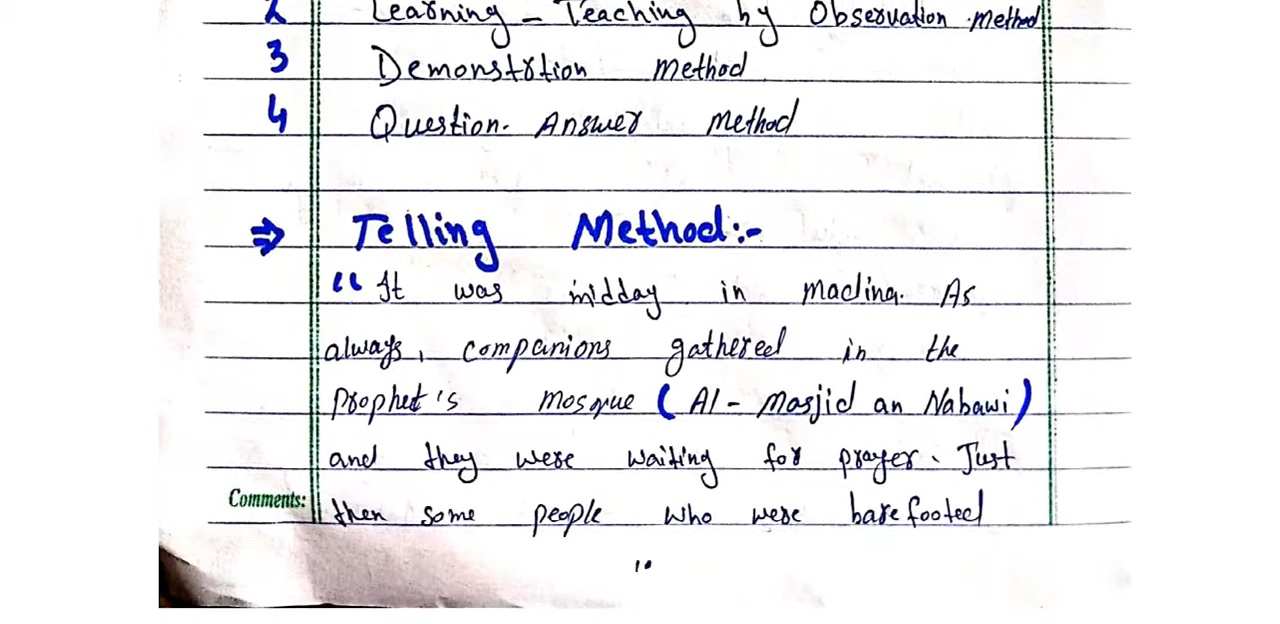 2 Learning - Teaching by Observation method
3 Demonstrtion method
4 Question. Answer method
⇒ Telling Method:-
“ It was midday in madina. As
always, companions gathered in the
prophet's mosque (Al - Masjid an Nabawi)
and they were waiting for prayer. Just
Comments: then some people who were barefooted
10